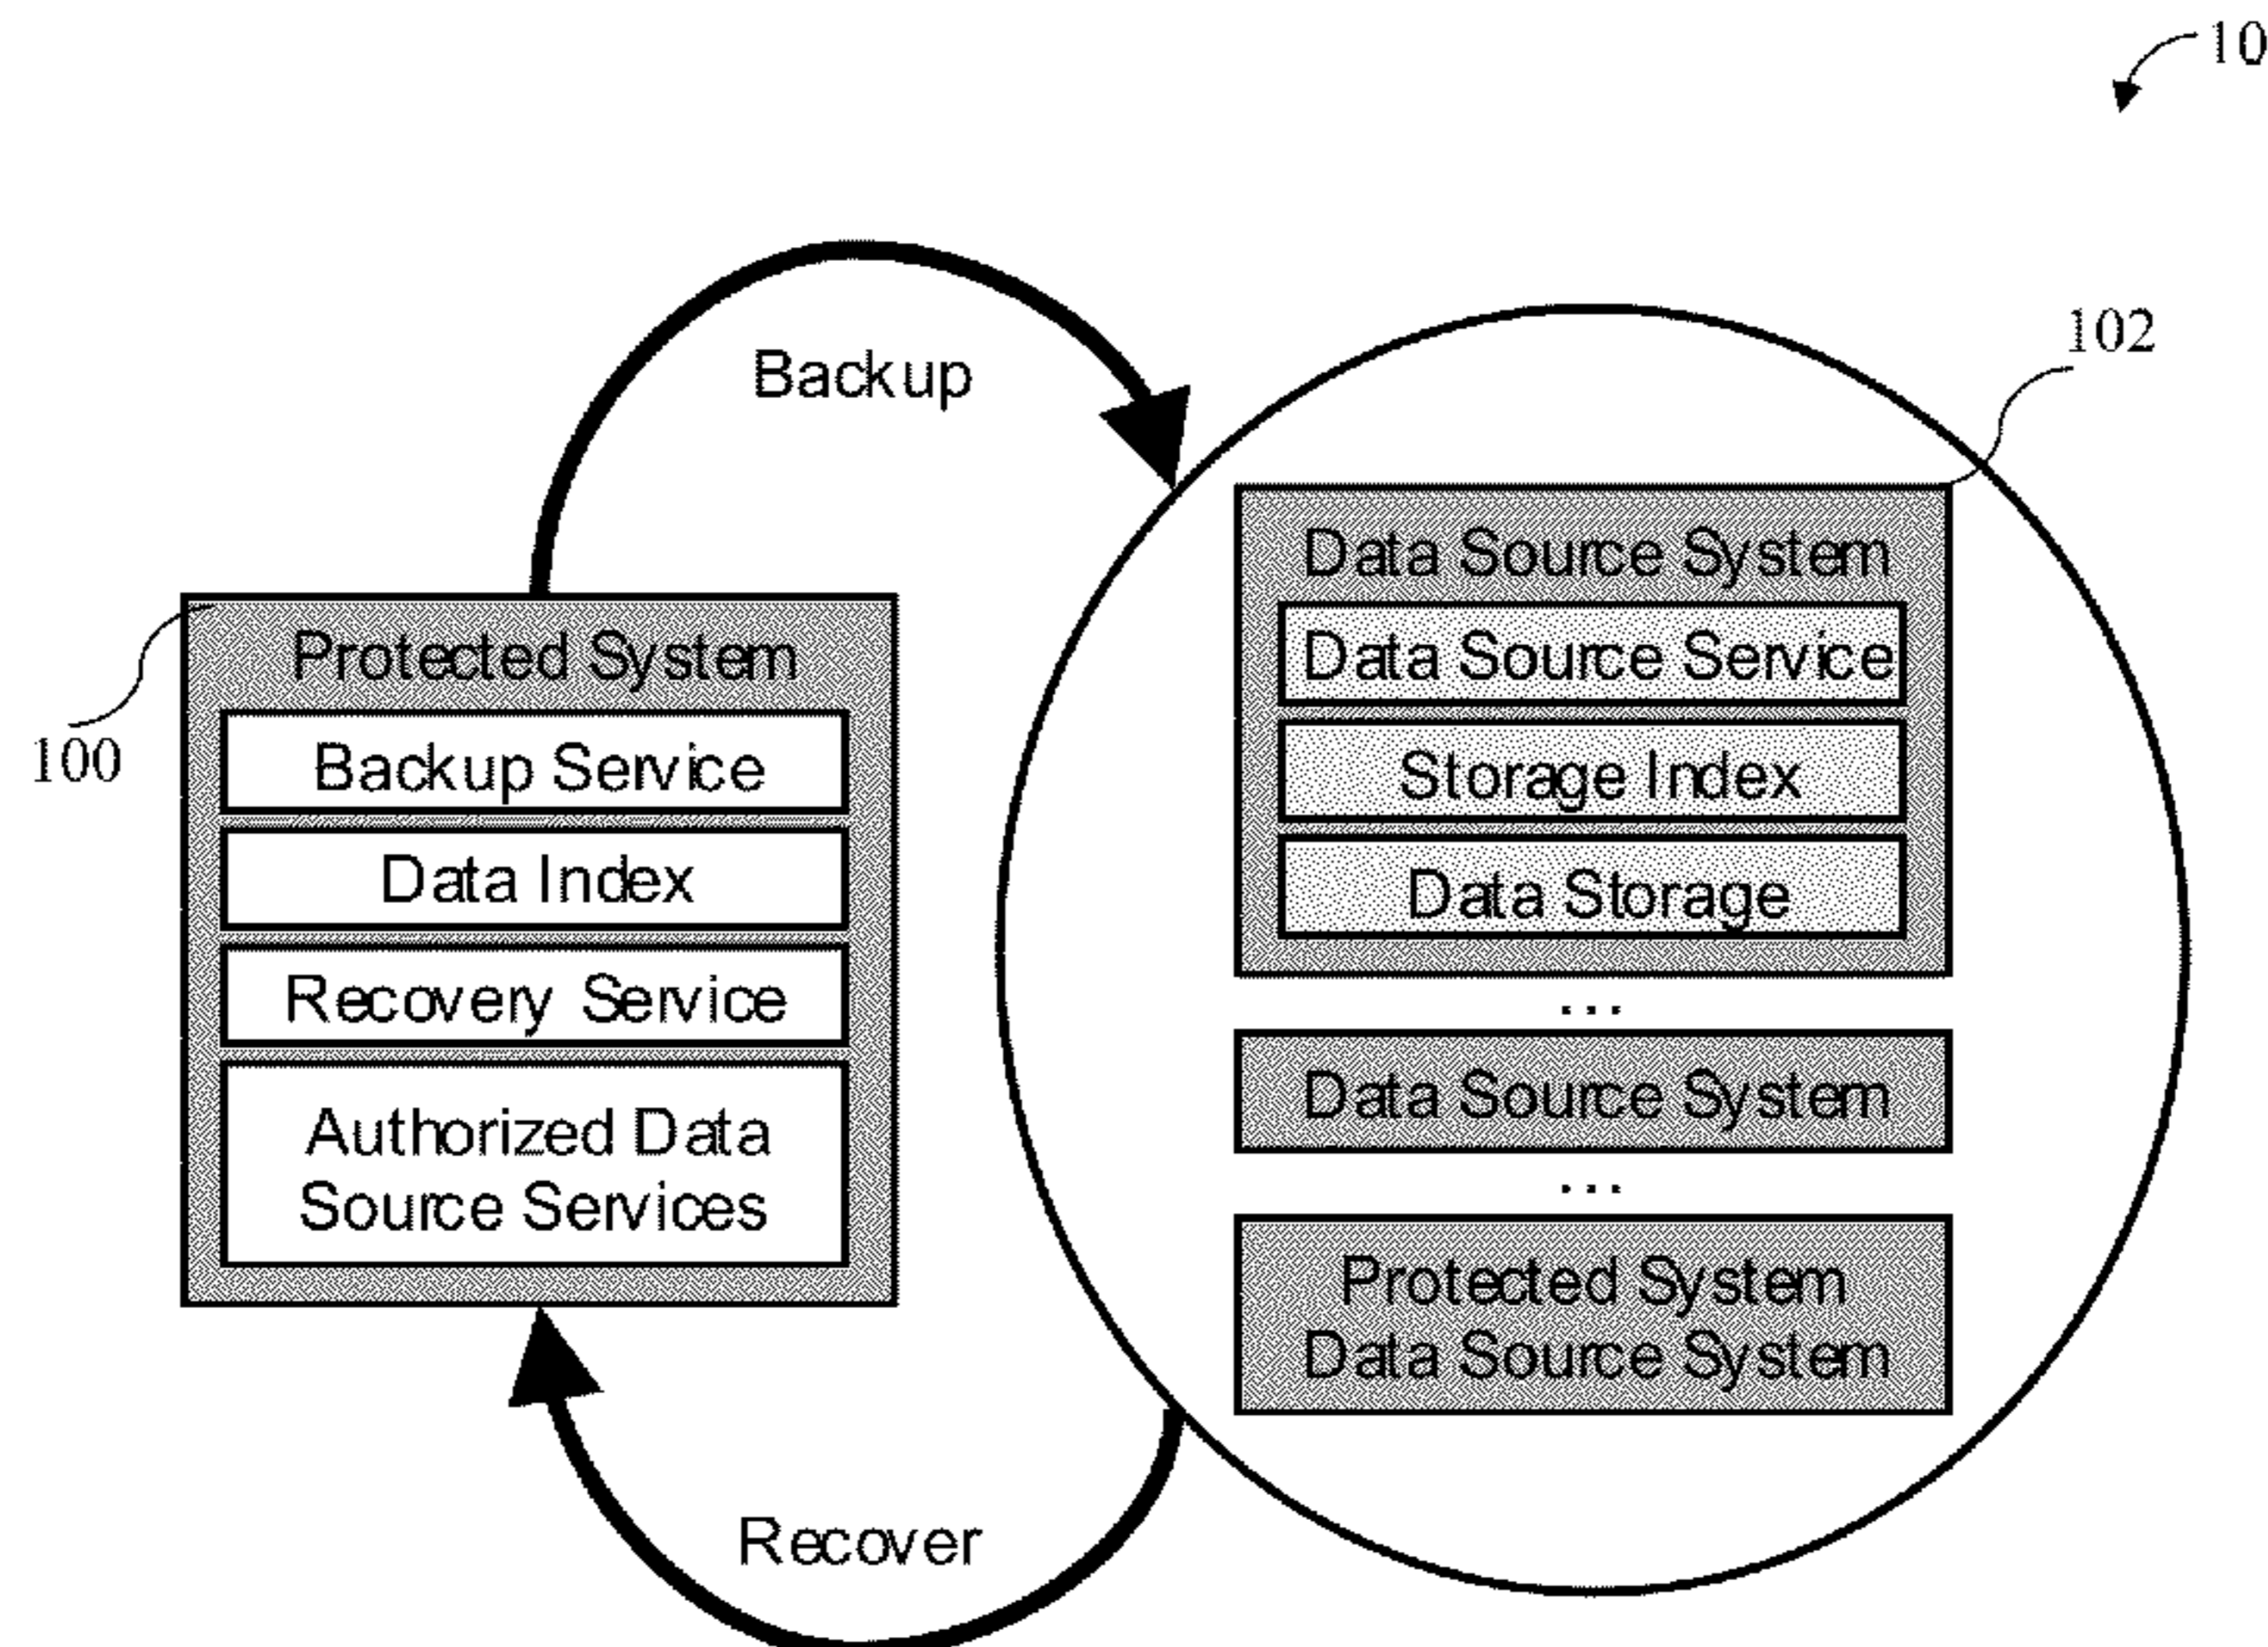 10
Backup
102
Data Source System
Data Source Service
Storage Index
Data Storage
...
Data Source System
...
Protected System
Data Source System
100
Protected System
Backup Service
Data Index
Recovery Service
Authorized Data
Source Services
Recover